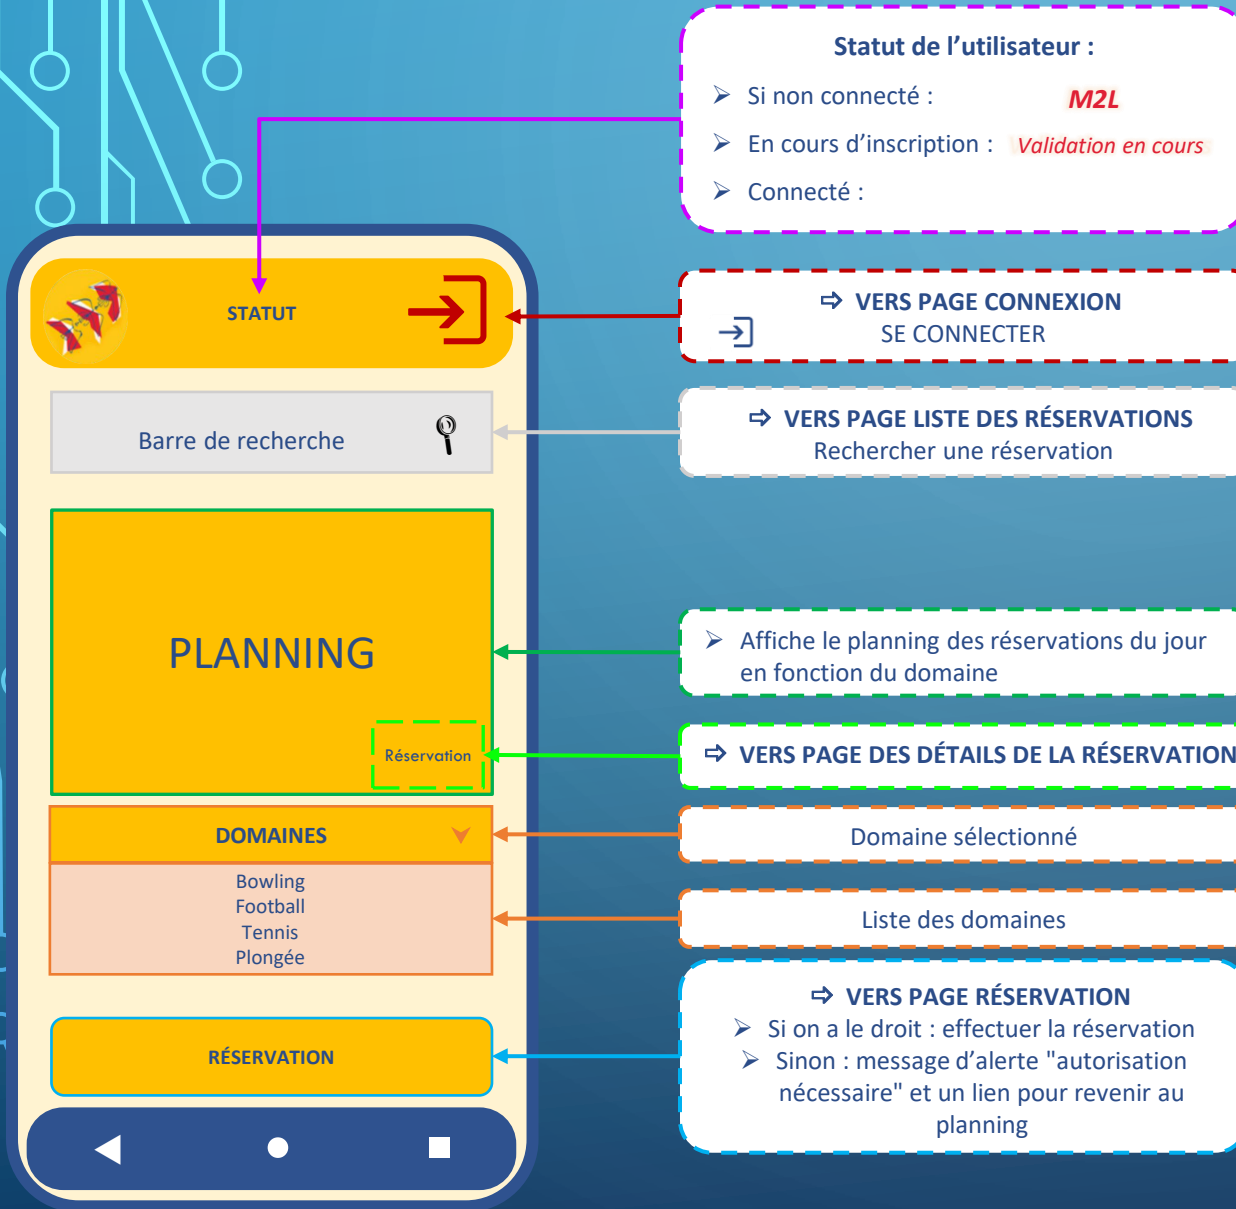 Statut de l’utilisateur :
➢ Si non connecté : M2L
➢ En cours d’inscription : Validation en cours
➢ Connecté :
STATUT
⇨ VERS PAGE CONNEXION
SE CONNECTER
Barre de recherche
⇨ VERS PAGE LISTE DES RÉSERVATIONS
Rechercher une réservation
PLANNING
➢ Affiche le planning des réservations du jour
en fonction du domaine
Réservation
⇨ VERS PAGE DES DÉTAILS DE LA RÉSERVATION
DOMAINES
Domaine sélectionné
Bowling
Football
Tennis
Plongée
Liste des domaines
RÉSERVATION
⇨ VERS PAGE RÉSERVATION
➢ Si on a le droit : effectuer la réservation
➢ Sinon : message d’alerte "autorisation
nécessaire" et un lien pour revenir au
planning